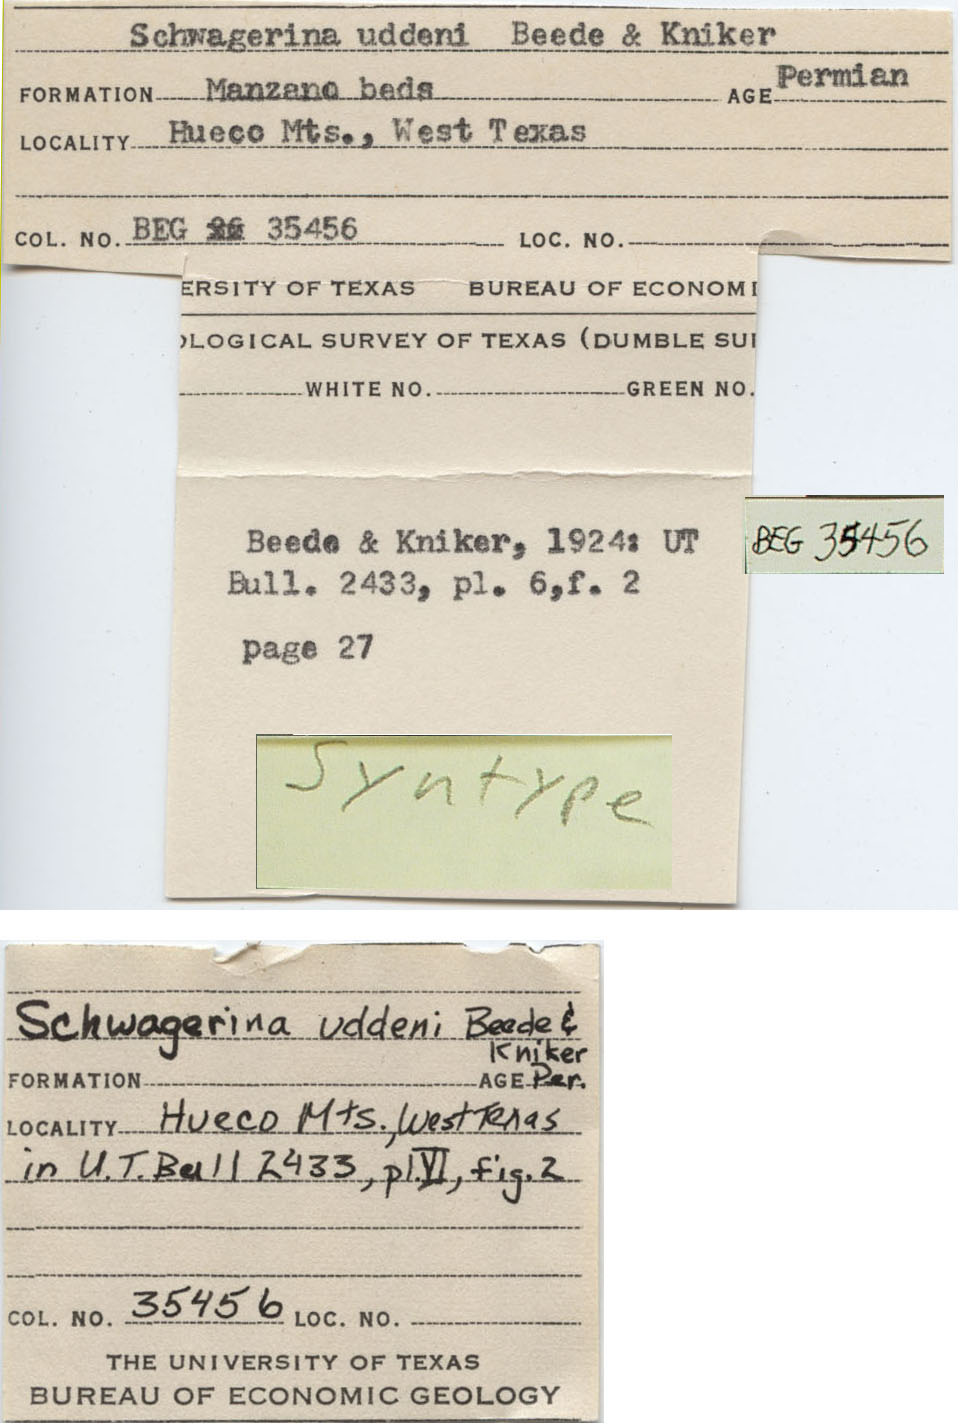 Schwagerina uddeni Beede & Kniker
FORMATION Manzano beds AGE Permian
LOCALITY Hueco Mts., West Texas
COL. NO. BEG 35456 LOC. NO.
ERSITY OF TEXAS BUREAU OF ECONOMI
OLOGICAL SURVEY OF TEXAS (DUMBLE SU
WHITE NO. GREEN NO.
Beede & Kniker, 1924: UT
Bull. 2433, pl. 6,f. 2
page 27
BEG 35456
Syntype
Schwagerina uddeni Beede &
Kniker
FORMATION AGE Per.
LOCALITY Hueco Mts., West Texas
in U.T. Bull 2433, pl. VI, fig. 2
COL. NO. 35456 LOC. NO.
THE UNIVERSITY OF TEXAS
BUREAU OF ECONOMIC GEOLOGY